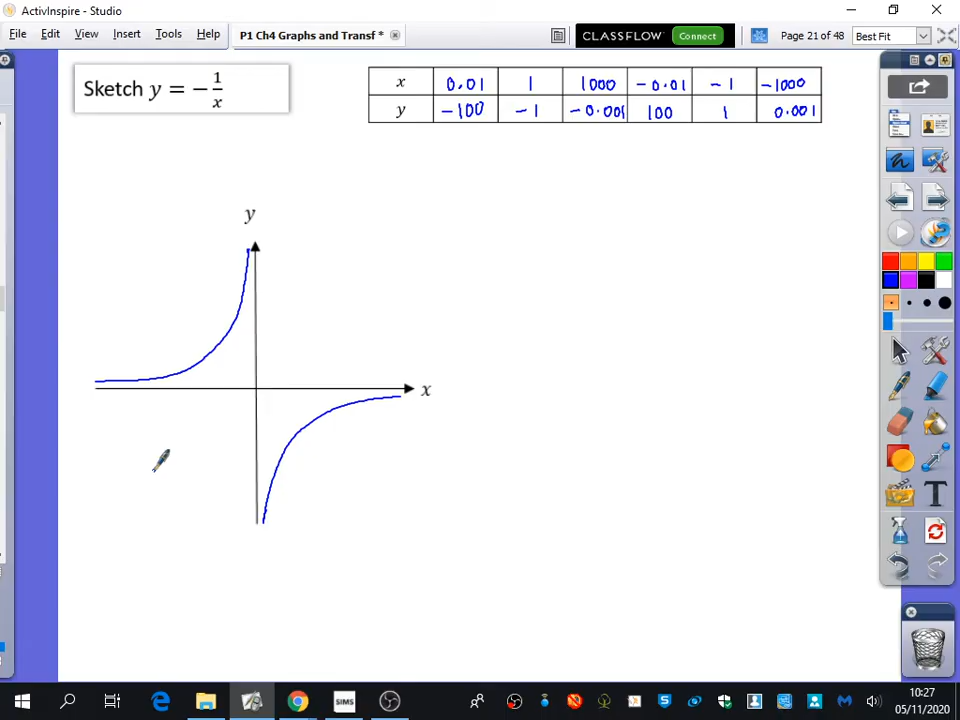 ActivInspire - Studio
File Edit View Insert Tools Help P1 Ch4 Graphs and Transf * CLASSFLOW Connect Page 21 of 48 Best Fit
Sketch y = − 1/x
x 0.01 1 1000 −0.01 −1 −1000
y −100 −1 −0.001 100 1 0.001
y
x
T
SIMS
10:27
05/11/2020